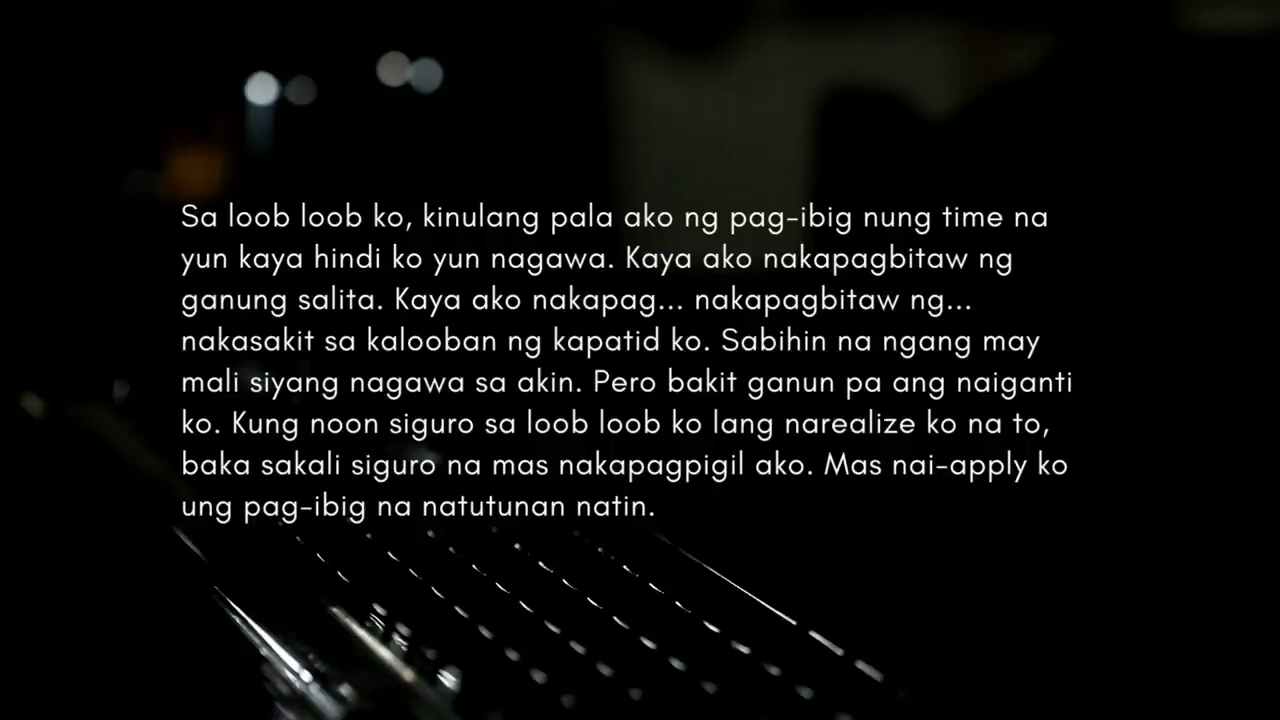 Sa loob loob ko, kinulang pala ako ng pag-ibig nung time na
yun kaya hindi ko yun nagawa. Kaya ako nakapagbitaw ng
ganung salita. Kaya ako nakapag... nakapagbitaw ng...
nakasakit sa kalooban ng kapatid ko. Sabihin na ngang may
mali siyang nagawa sa akin. Pero bakit ganun pa ang naiganti
ko. Kung noon siguro sa loob loob ko lang narealize ko na to,
baka sakali siguro na mas nakapagpigil ako. Mas nai-apply ko
ung pag-ibig na natutunan natin.